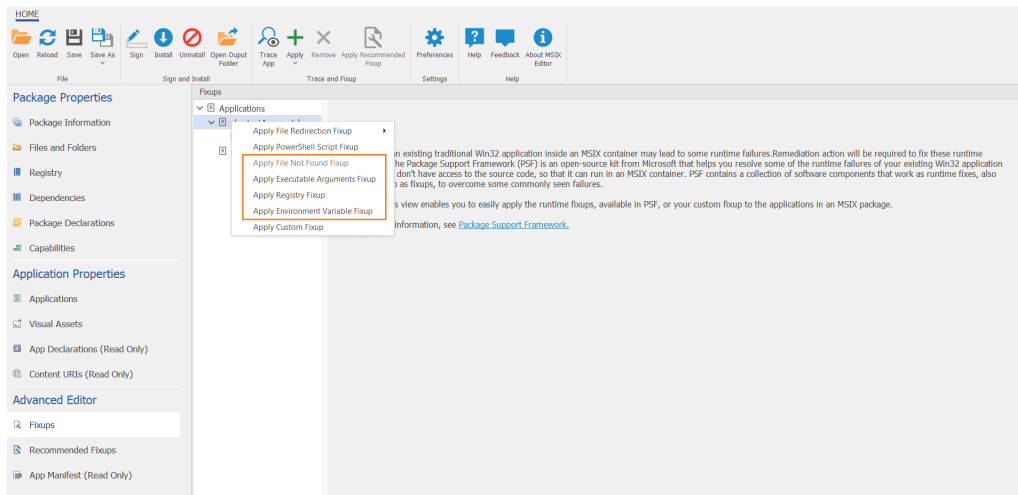 HOME
Open Reload Save Save As Sign Install Uninstall Open Ouput Folder Trace App Apply Remove Apply Recommended Fixup Preferences Help Feedback About MSIX Editor
File Sign and Install Trace and Fixup Settings Help
Package Properties
Package Information
Files and Folders
Registry
Dependencies
Package Declarations
Capabilities
Application Properties
Applications
Visual Assets
App Declarations (Read Only)
Content URIs (Read Only)
Advanced Editor
Fixups
Recommended Fixups
App Manifest (Read Only)
Fixups
Applications
Apply File Redirection Fixup
Apply PowerShell Script Fixup
Apply File Not Found Fixup
Apply Executable Arguments Fixup
Apply Registry Fixup
Apply Environment Variable Fixup
Apply Custom Fixup
an existing traditional Win32 application inside an MSIX container may lead to some runtime failures.Remediation action will be required to fix these runtime
he Package Support Framework (PSF) is an open-source kit from Microsoft that helps you resolve some of the runtime failures of your existing Win32 application
don't have access to the source code, so that it can run in an MSIX container. PSF contains a collection of software components that work as runtime fixes, also
as fixups, to overcome some commonly seen failures.
s view enables you to easily apply the runtime fixups, available in PSF, or your custom fixup to the applications in an MSIX package.
information, see Package Support Framework.